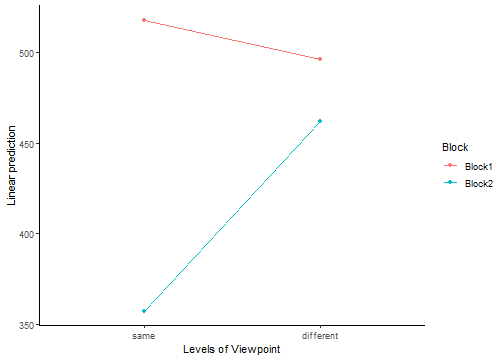 500
450
400
350
Linear prediction
same different
Levels of Viewpoint
Block
Block1
Block2